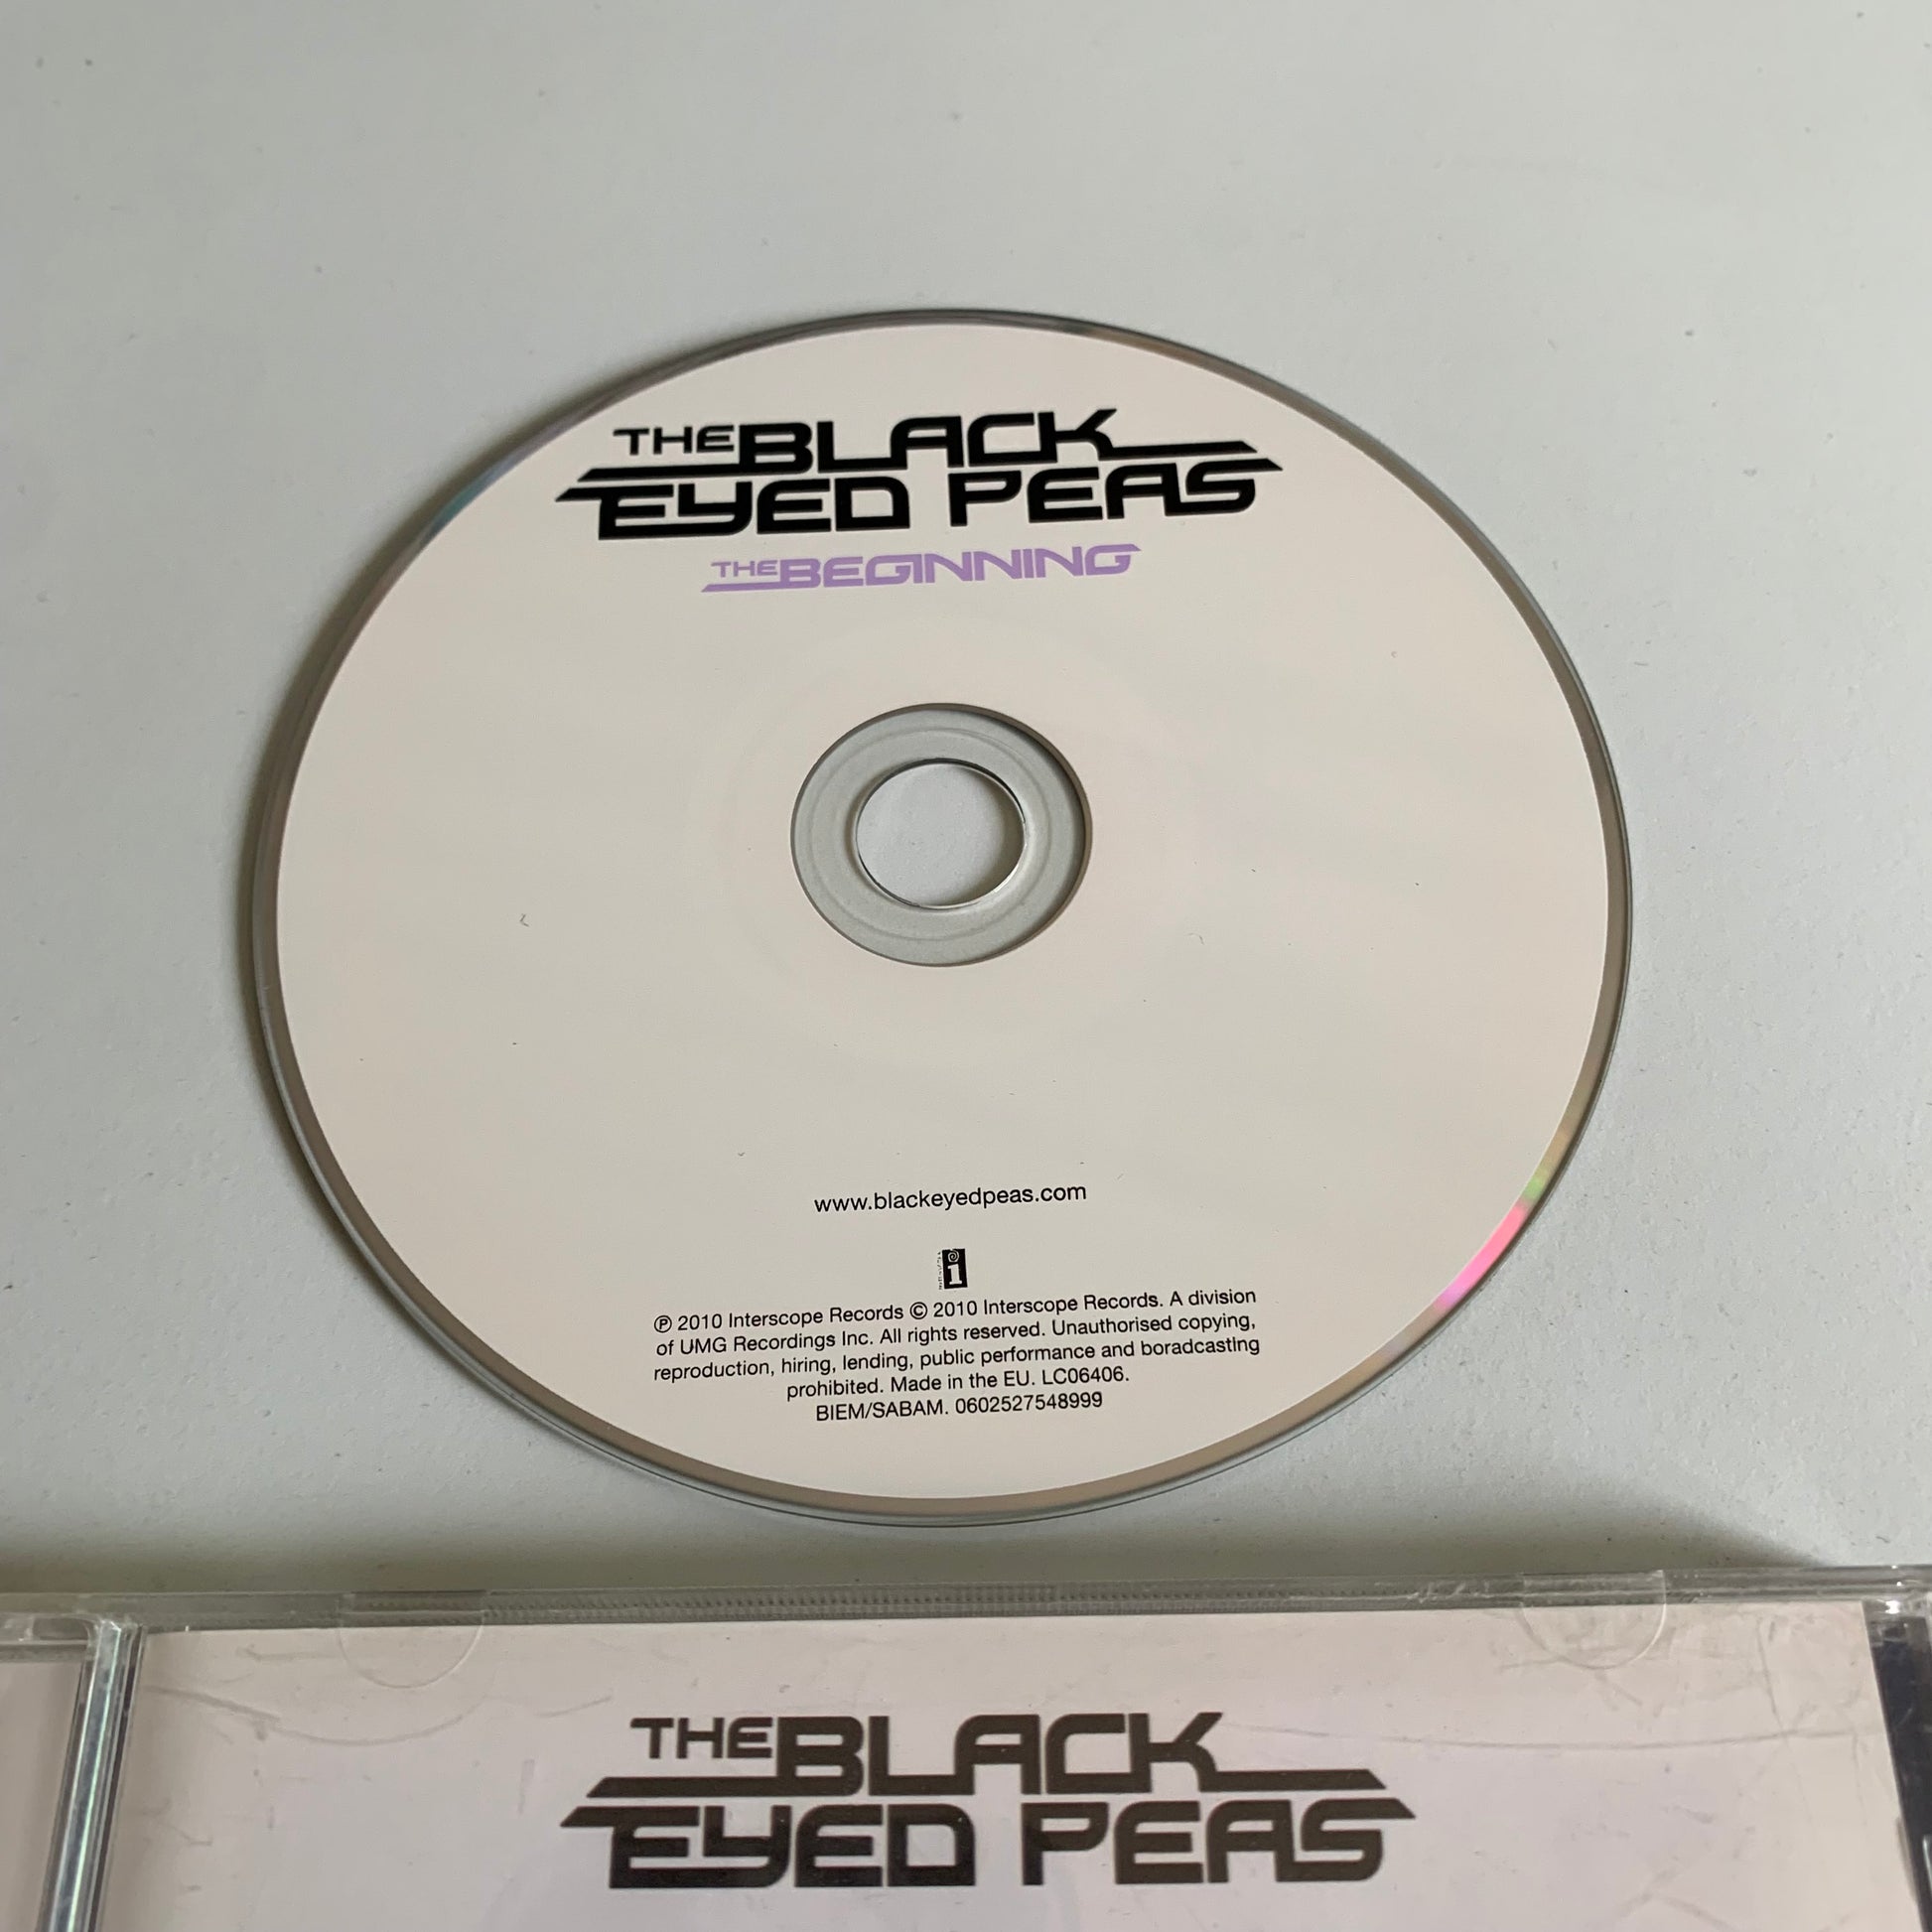 THE BLACK
EYED PEAS
THE BEGINNING
www.blackeyedpeas.com
i
℗ 2010 Interscope Records © 2010 Interscope Records. A division
of UMG Recordings Inc. All rights reserved. Unauthorised copying,
reproduction, hiring, lending, public performance and boradcasting
prohibited. Made in the EU. LC06406.
BIEM/SABAM. 0602527548999
THE BLACK
EYED PEAS